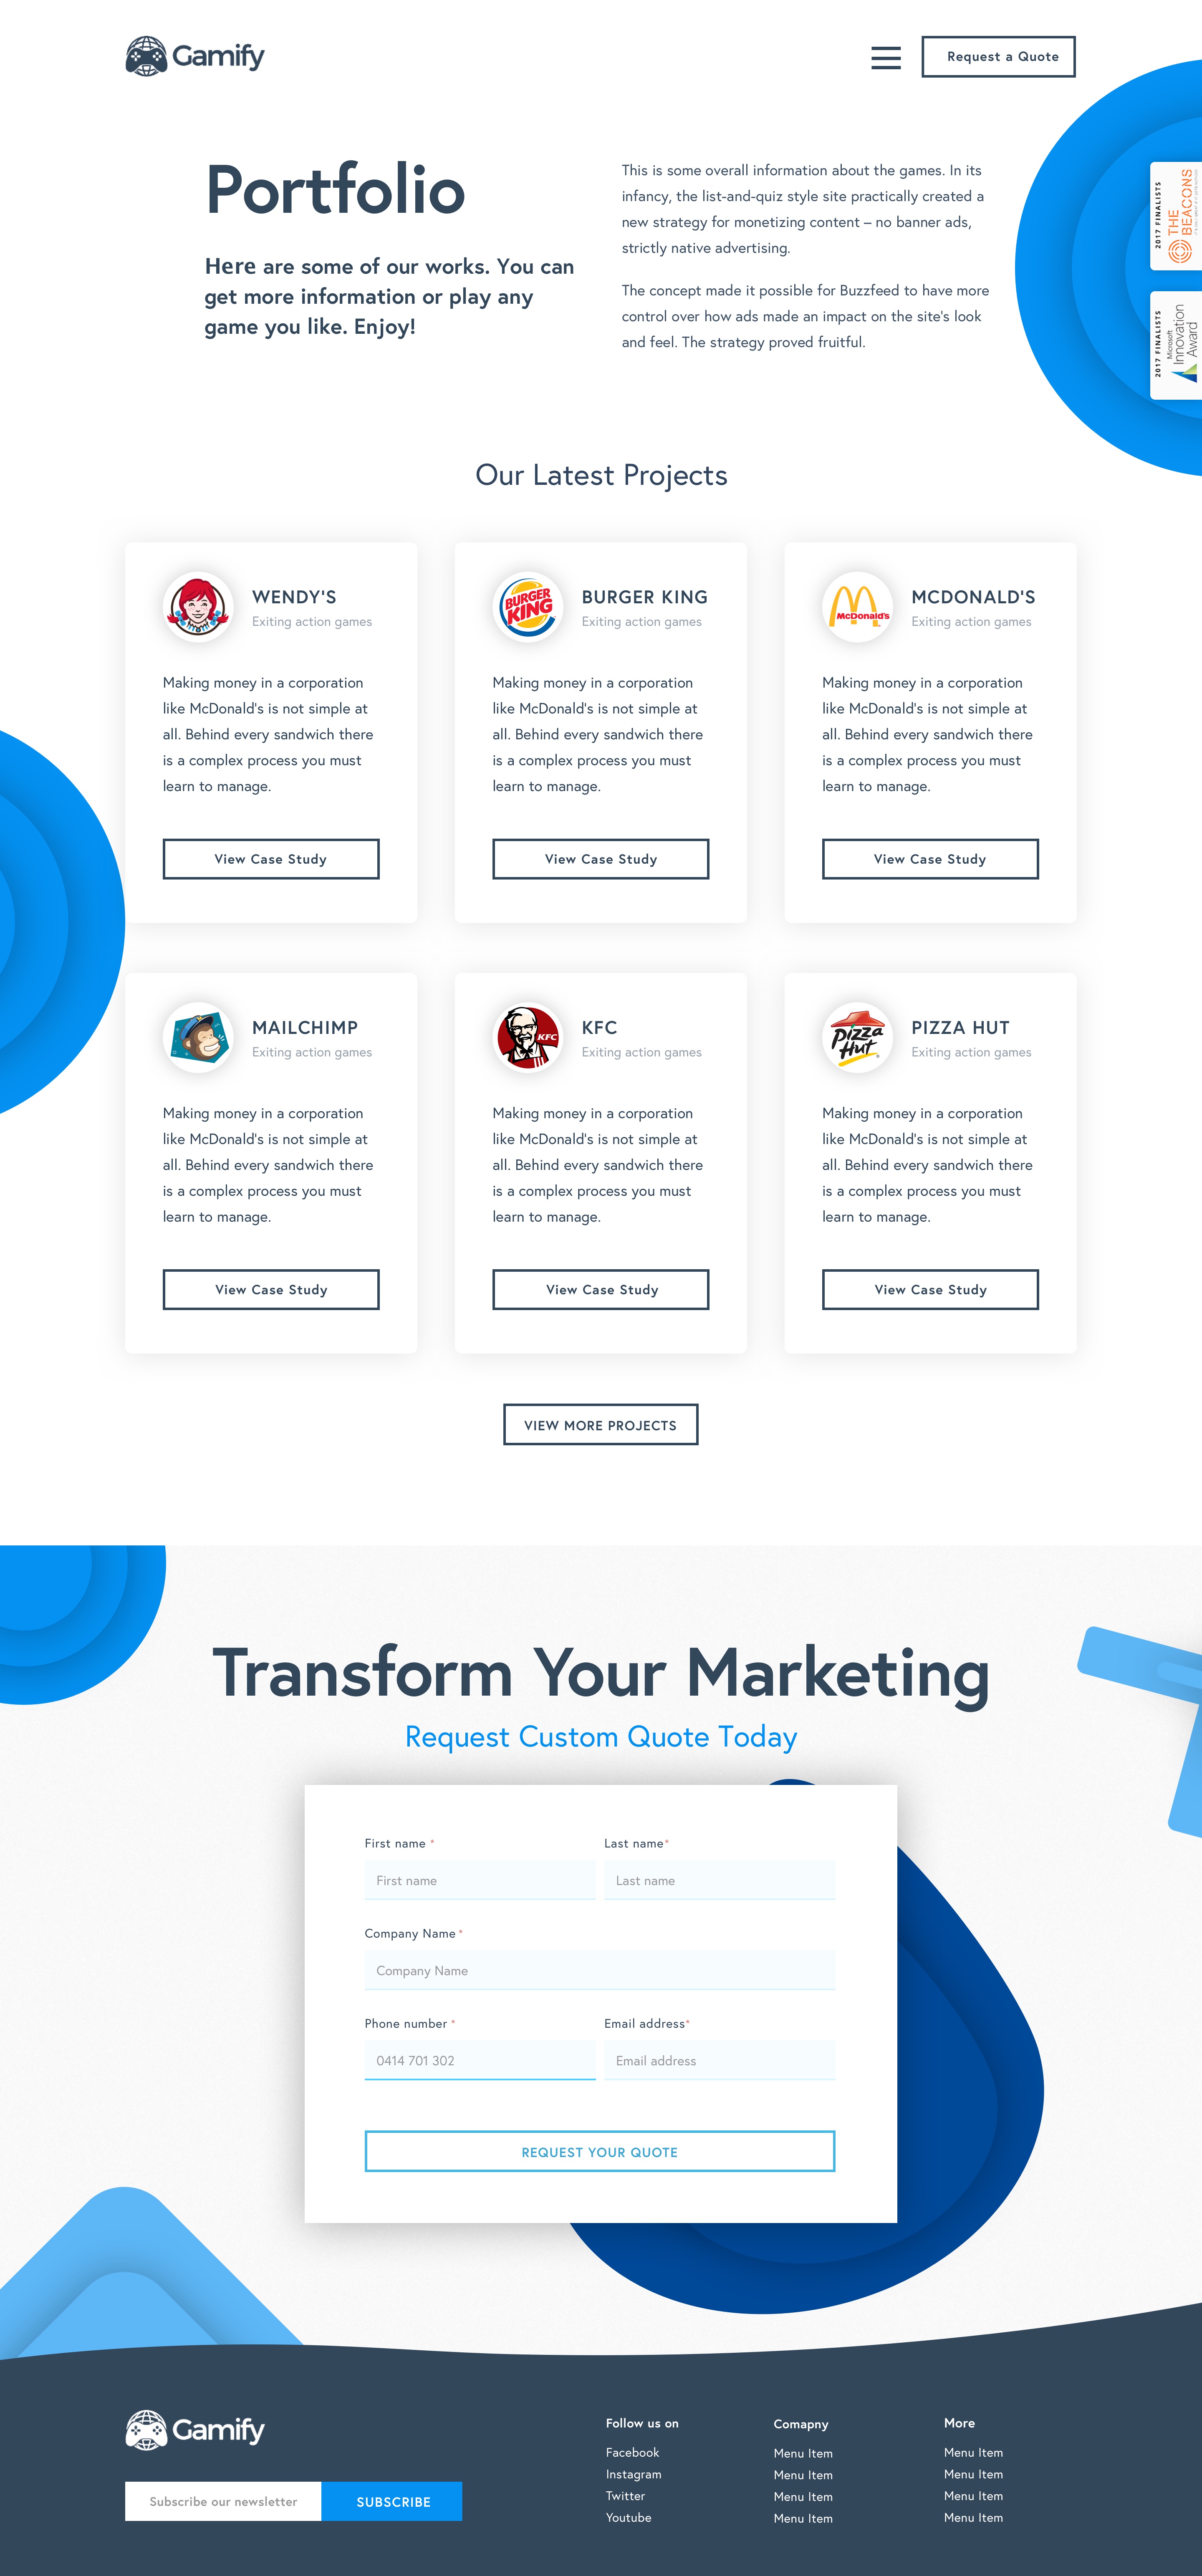 Gamify
Request a Quote
2017 FINALISTS
THE
BEACONS
2017 FINALISTS
Microsoft
Innovation
Award
Portfolio
Here are some of our works. You can
get more information or play any
game you like. Enjoy!
This is some overall information about the games. In its
infancy, the list-and-quiz style site practically created a
new strategy for monetizing content – no banner ads,
strictly native advertising.
The concept made it possible for Buzzfeed to have more
control over how ads made an impact on the site's look
and feel. The strategy proved fruitful.
Our Latest Projects
WENDY'S
Exiting action games
Making money in a corporation
like McDonald's is not simple at
all. Behind every sandwich there
is a complex process you must
learn to manage.
View Case Study
BURGER
KING
BURGER KING
Exiting action games
Making money in a corporation
like McDonald's is not simple at
all. Behind every sandwich there
is a complex process you must
learn to manage.
View Case Study
McDonald's
MCDONALD'S
Exiting action games
Making money in a corporation
like McDonald's is not simple at
all. Behind every sandwich there
is a complex process you must
learn to manage.
View Case Study
MAILCHIMP
Exiting action games
Making money in a corporation
like McDonald's is not simple at
all. Behind every sandwich there
is a complex process you must
learn to manage.
View Case Study
KFC
KFC
Exiting action games
Making money in a corporation
like McDonald's is not simple at
all. Behind every sandwich there
is a complex process you must
learn to manage.
View Case Study
Pizza
Hut
PIZZA HUT
Exiting action games
Making money in a corporation
like McDonald's is not simple at
all. Behind every sandwich there
is a complex process you must
learn to manage.
View Case Study
VIEW MORE PROJECTS
Transform Your Marketing
Request Custom Quote Today
First name *
First name
Last name*
Last name
Company Name *
Company Name
Phone number *
0414 701 302
Email address*
Email address
REQUEST YOUR QUOTE
Gamify
Subscribe our newsletter
SUBSCRIBE
Follow us on
Facebook
Instagram
Twitter
Youtube
Comapny
Menu Item
Menu Item
Menu Item
Menu Item
More
Menu Item
Menu Item
Menu Item
Menu Item